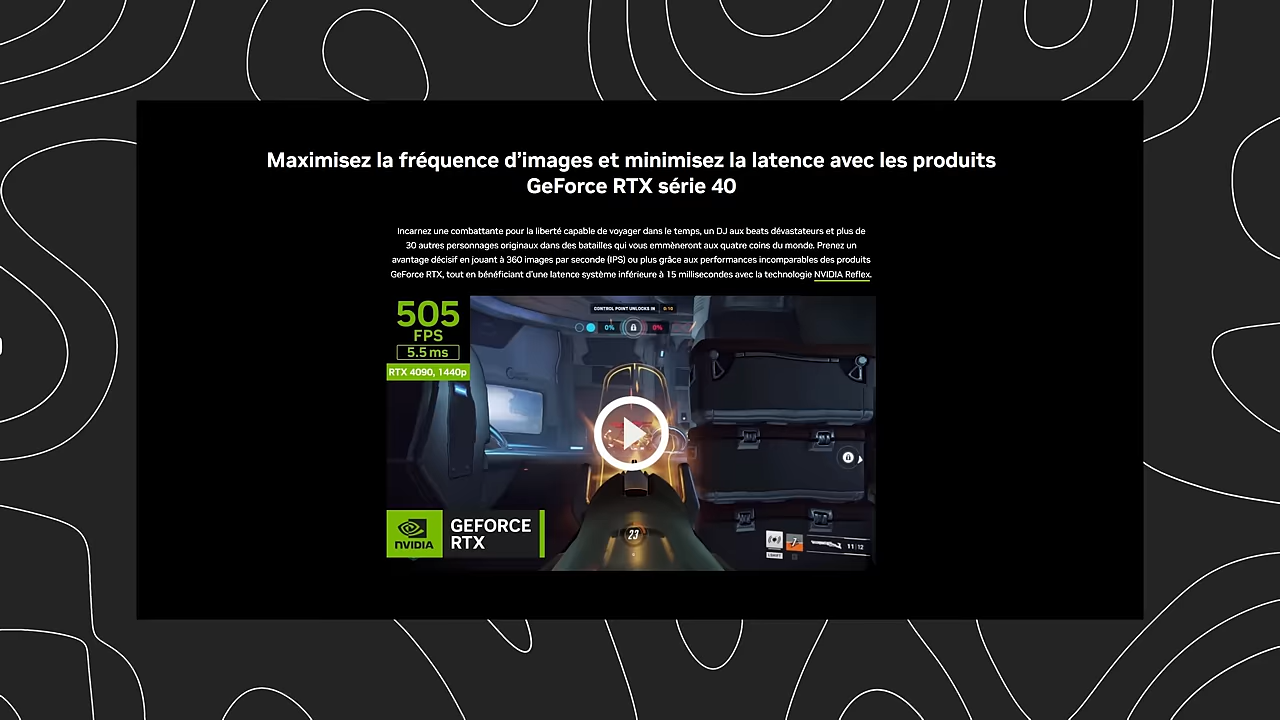 Maximisez la fréquence d'images et minimisez la latence avec les produits
GeForce RTX série 40
Incarnez une combattante pour la liberté capable de voyager dans le temps, un DJ aux beats dévastateurs et plus de
30 autres personnages originaux dans des batailles qui vous emmèneront aux quatre coins du monde. Prenez un
avantage décisif en jouant à 360 images par seconde (IPS) ou plus grâce aux performances incomparables des produits
GeForce RTX, tout en bénéficiant d'une latence système inférieure à 15 millisecondes avec la technologie NVIDIA Reflex.
505
FPS
5.5 ms
RTX 4090, 1440p
CONTROL POINT UNLOCKS IN 0:10
0% 0%
23
11 | 12
NVIDIA
GEFORCE
RTX